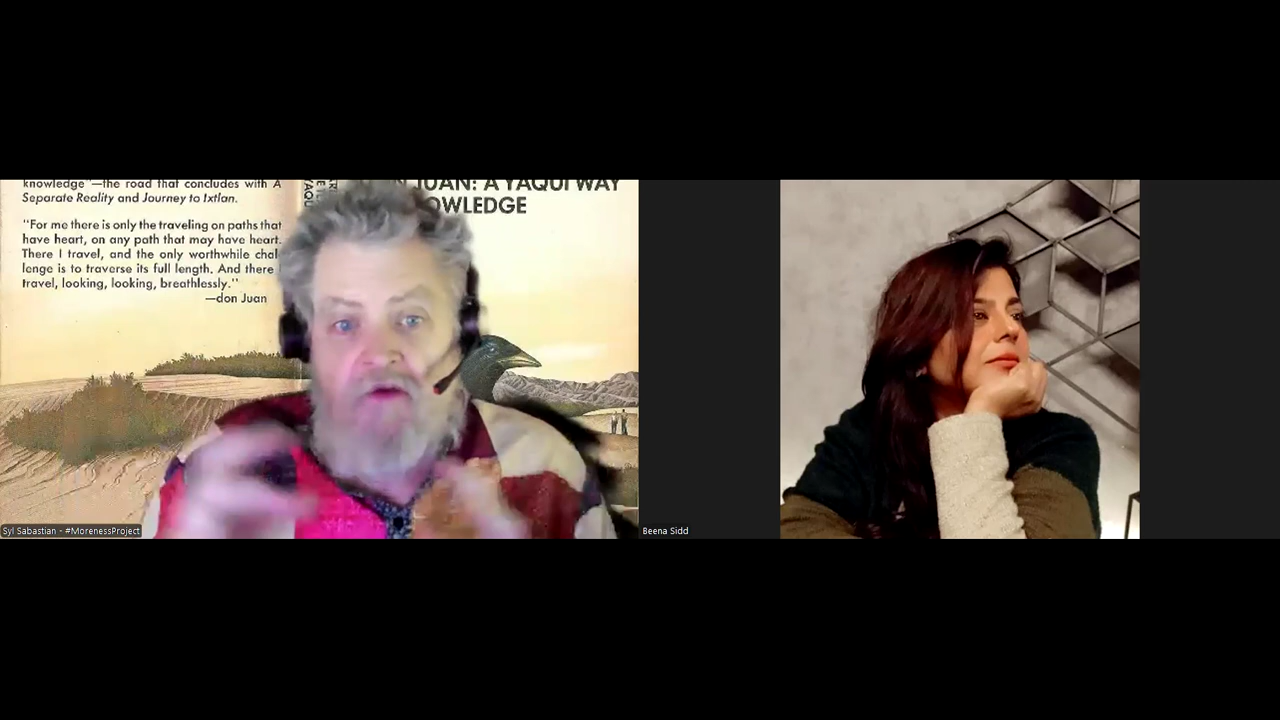 knowledge"—the road that concludes with A
Separate Reality and Journey to Ixtlan.
"For me there is only the traveling on paths that
have heart, on any path that may have heart.
There I travel, and the only worthwhile chal
lenge is to traverse its full length. And there
travel, looking, looking, breathlessly."
—don Juan
JUAN: A YAQUI WAY
OWLEDGE
Syl Sabastian - #MorenessProject
Beena Sidd